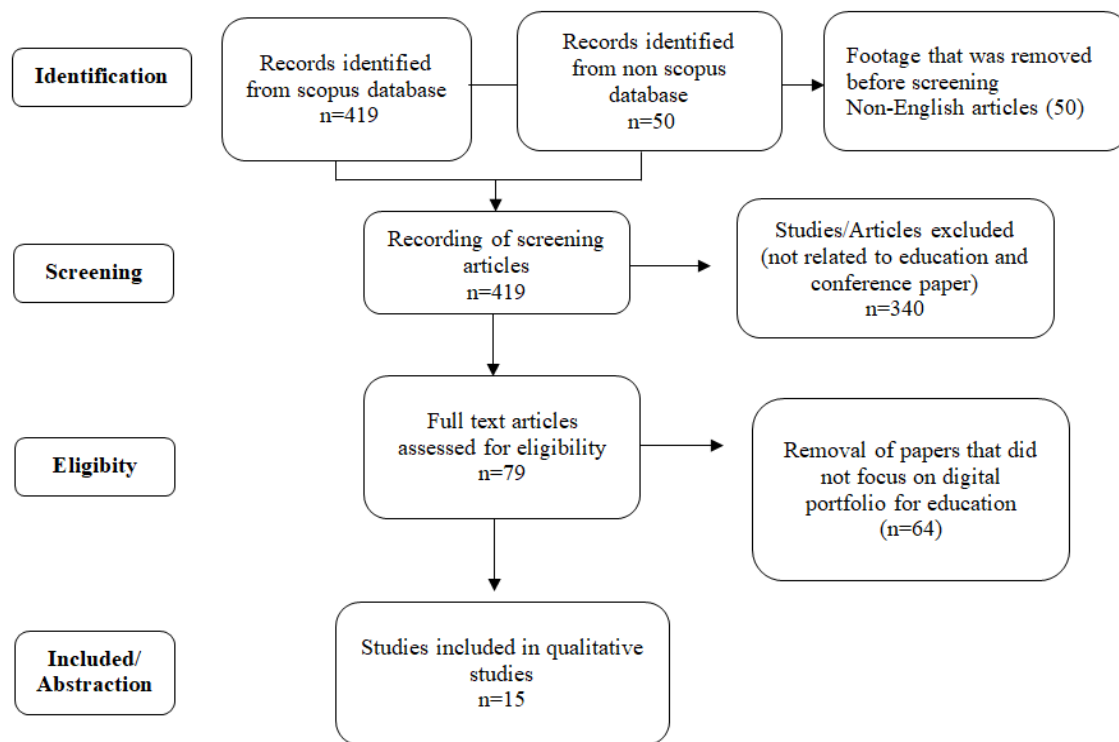 Identification
Records identified
from scopus database
n=419
Records identified
from non scopus
database
n=50
Footage that was removed
before screening
Non-English articles (50)
Screening
Recording of screening
articles
n=419
Studies/Articles excluded
(not related to education and
conference paper)
n=340
Eligibity
Full text articles
assessed for eligibility
n=79
Removal of papers that did
not focus on digital
portfolio for education
(n=64)
Included/
Abstraction
Studies included in qualitative
studies
n=15